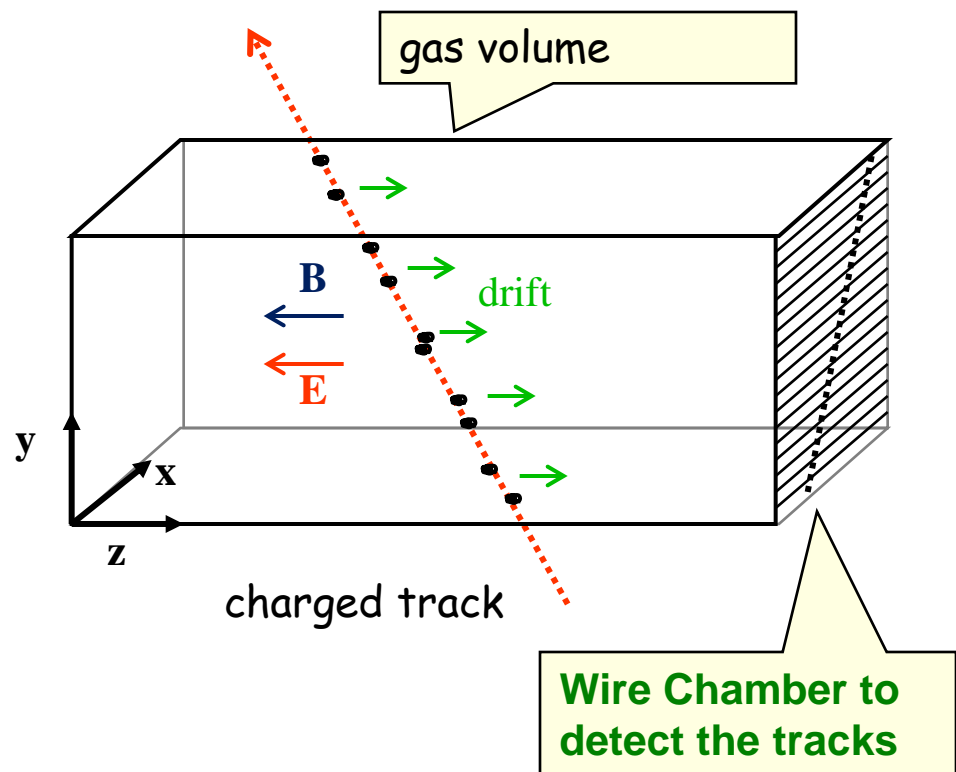 gas volume
B
drift
E
y
x
z
charged track
Wire Chamber to
detect the tracks